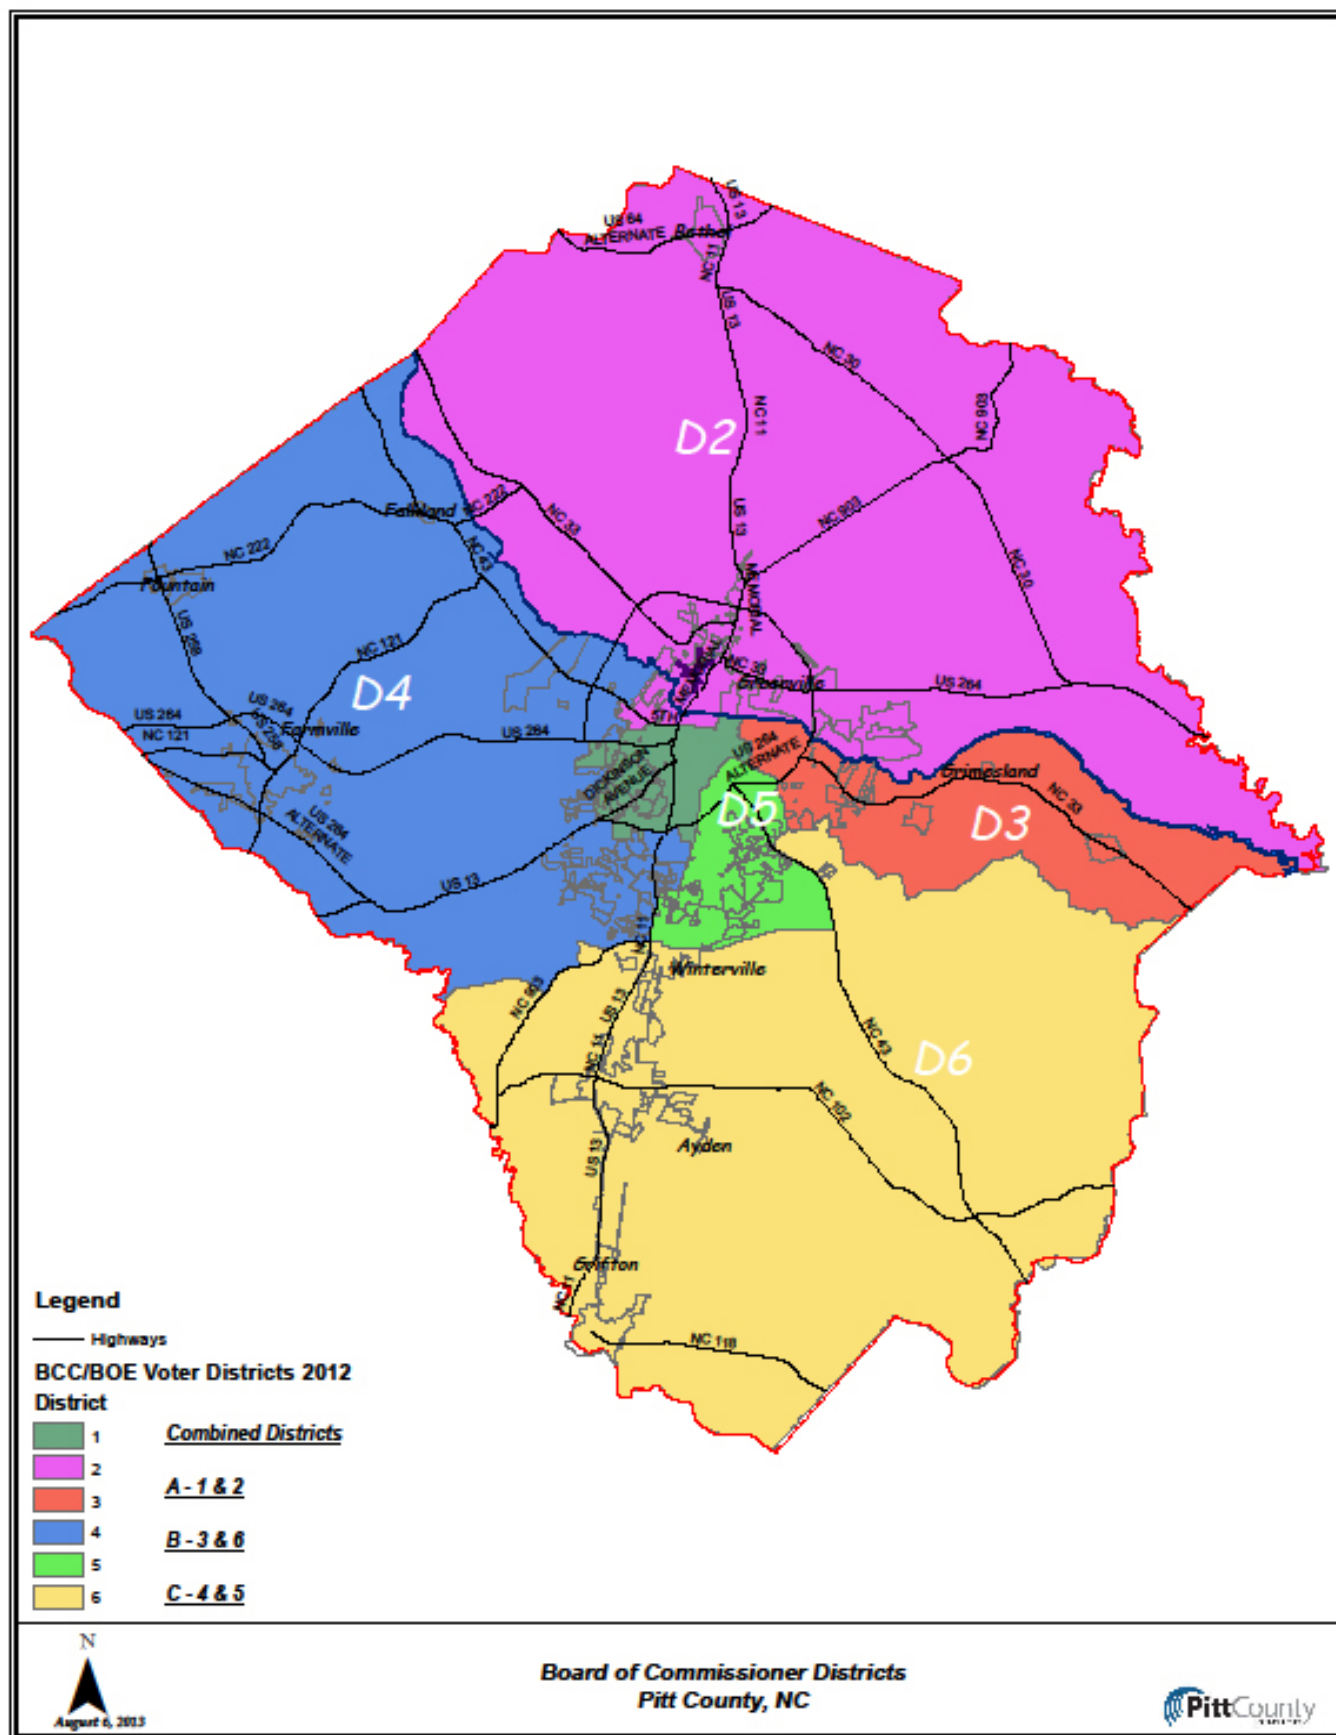 US 13
US 64
ALTERNATE
Bethel
NC 11
US 13
NC 30
NC 903
NC 11
D2
NC 222
Falkland
US 13
NC 903
NC 33
NC 222
NC 43
NC 30
Fountain
MEMORIAL
US 258
NC 121
NC 33
MEMORIAL
D4
Greenville
US 264
US 264
US 264
5TH
NC 121
US 258
Farmville
US 264
US 264
ALTERNATE
DICKINSON
AVENUE
Grimesland
NC 33
D5
D3
US 264
ALTERNATE
US 13
NC 11
Winterville
NC 903
US 13
NC 11
NC 43
D6
NC 102
Ayden
US 13
Grifton
NC 11
NC 118
Legend
Highways
BCC/BOE Voter Districts 2012
District
1 Combined Districts
2
A - 1 & 2
3
4
B - 3 & 6
5
6 C - 4 & 5
N
August 6, 2013
Board of Commissioner Districts
Pitt County, NC
PittCounty